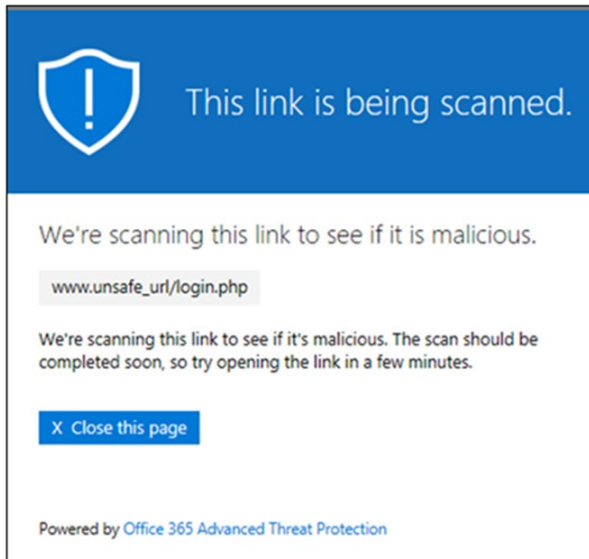 This link is being scanned.
We're scanning this link to see if it is malicious.
www.unsafe_url/login.php
We're scanning this link to see if it's malicious. The scan should be
completed soon, so try opening the link in a few minutes.
X Close this page
Powered by Office 365 Advanced Threat Protection